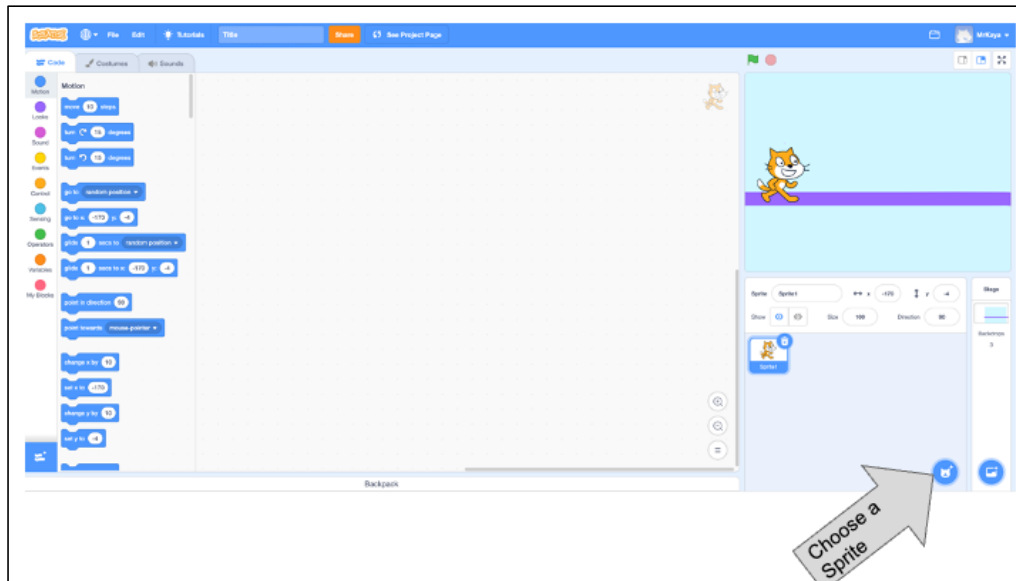 SCRATCH
File Edit Tutorials Title Share See Project Page MrKaya
Code Costumes Sounds
Motion
Looks
Sound
Events
Control
Sensing
Operators
Variables
My Blocks
Motion
move 10 steps
turn 15 degrees
turn 15 degrees
go to random position
go to x: -173 y: -4
glide 1 secs to random position
glide 1 secs to x: -173 y: -4
point in direction 90
point towards mouse-pointer
change x by 10
set x to -173
change y by 10
set y to -4
Backpack
Sprite Sprite1 x -173 y -4
Show Size 100 Direction 90
Sprite1
Stage
Backdrops
3
Choose a
Sprite